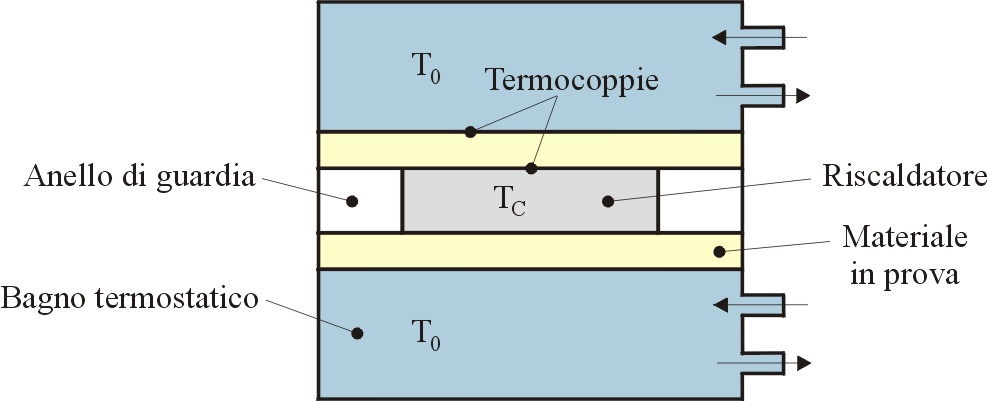 T0
Termocoppie
Anello di guardia
TC
Riscaldatore
Materiale
in prova
Bagno termostatico
T0